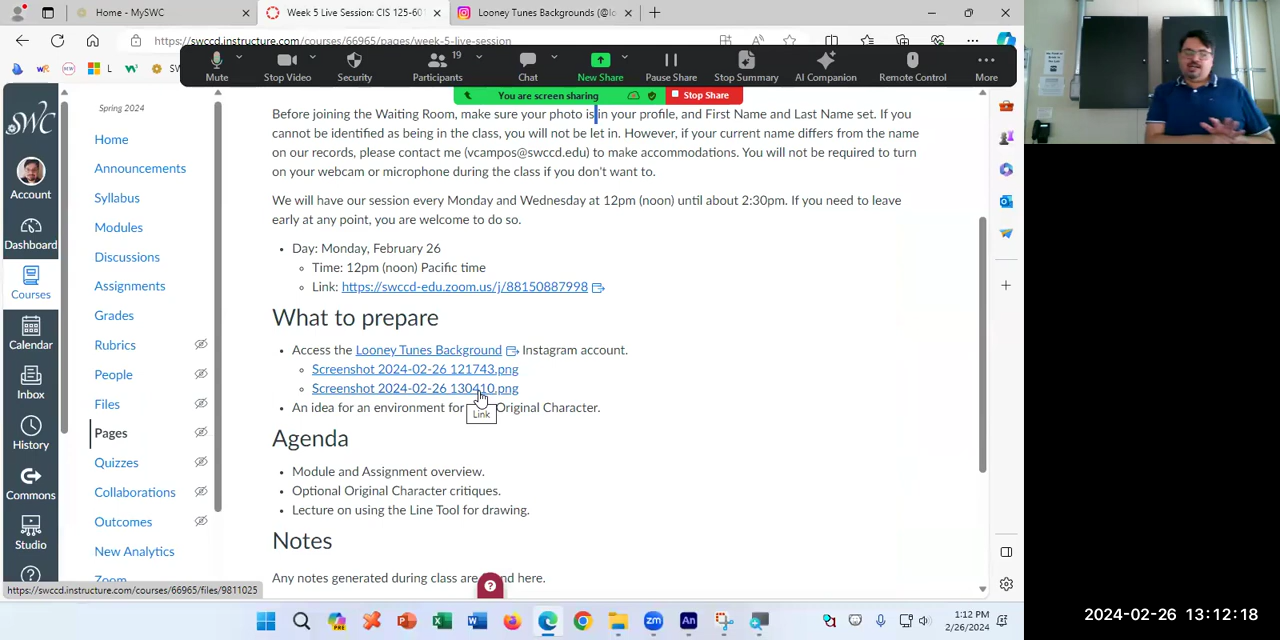 Home - MySWC
Week 5 Live Session: CIS 125-601
Looney Tunes Backgrounds (@lo
https://swccd.instructure.com/courses/66965/pages/week-5-live-session
Mute
Stop Video
Security
19
Participants
Chat
New Share
Pause Share
Stop Summary
AI Companion
Remote Control
More
You are screen sharing
Stop Share
Before joining the Waiting Room, make sure your photo is in your profile, and First Name and Last Name set. If you
cannot be identified as being in the class, you will not be let in. However, if your current name differs from the name
on our records, please contact me (vcampos@swccd.edu) to make accommodations. You will not be required to turn
on your webcam or microphone during the class if you don't want to.
We will have our session every Monday and Wednesday at 12pm (noon) until about 2:30pm. If you need to leave
early at any point, you are welcome to do so.
Day: Monday, February 26
Time: 12pm (noon) Pacific time
Link: https://swccd-edu.zoom.us/j/88150887998
What to prepare
Access the Looney Tunes Background Instagram account.
Screenshot 2024-02-26 121743.png
Screenshot 2024-02-26 130410.png
An idea for an environment for Original Character.
Link
Agenda
Module and Assignment overview.
Optional Original Character critiques.
Lecture on using the Line Tool for drawing.
Notes
Any notes generated during class are nd here.
SWC
Account
Dashboard
Courses
Calendar
Inbox
History
Commons
Studio
Spring 2024
Home
Announcements
Syllabus
Modules
Discussions
Assignments
Grades
Rubrics
People
Files
Pages
Quizzes
Collaborations
Outcomes
New Analytics
Zoom
https://swccd.instructure.com/courses/66965/files/9811025
1:12 PM
2/26/2024
2024-02-26 13:12:18